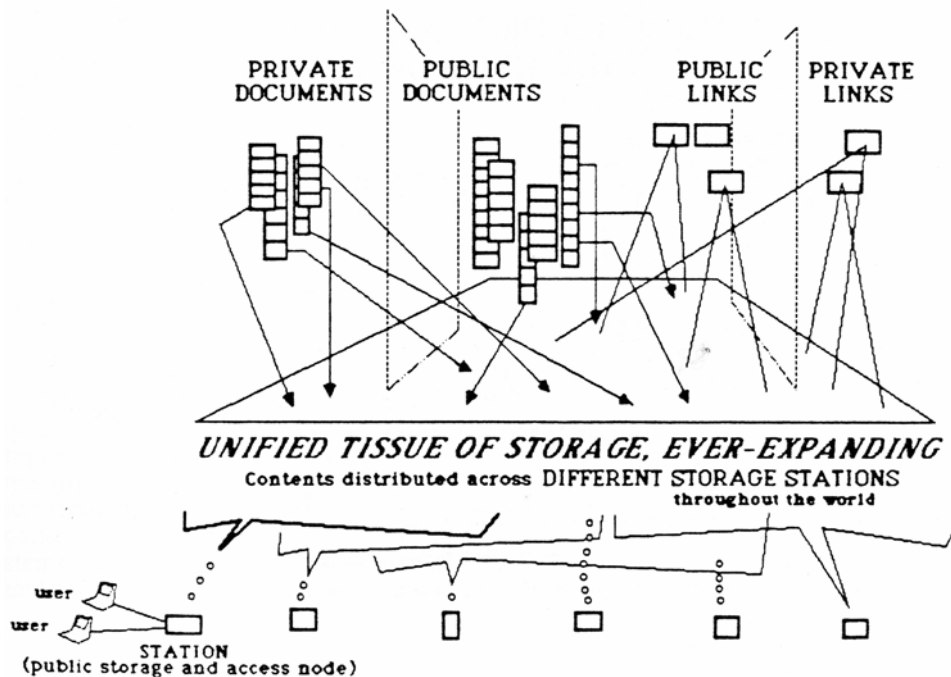 PRIVATE
DOCUMENTS
PUBLIC
DOCUMENTS
PUBLIC
LINKS
PRIVATE
LINKS
UNIFIED TISSUE OF STORAGE, EVER-EXPANDING
Contents distributed across DIFFERENT STORAGE STATIONS
throughout the world
user
user
STATION
(public storage and access node)